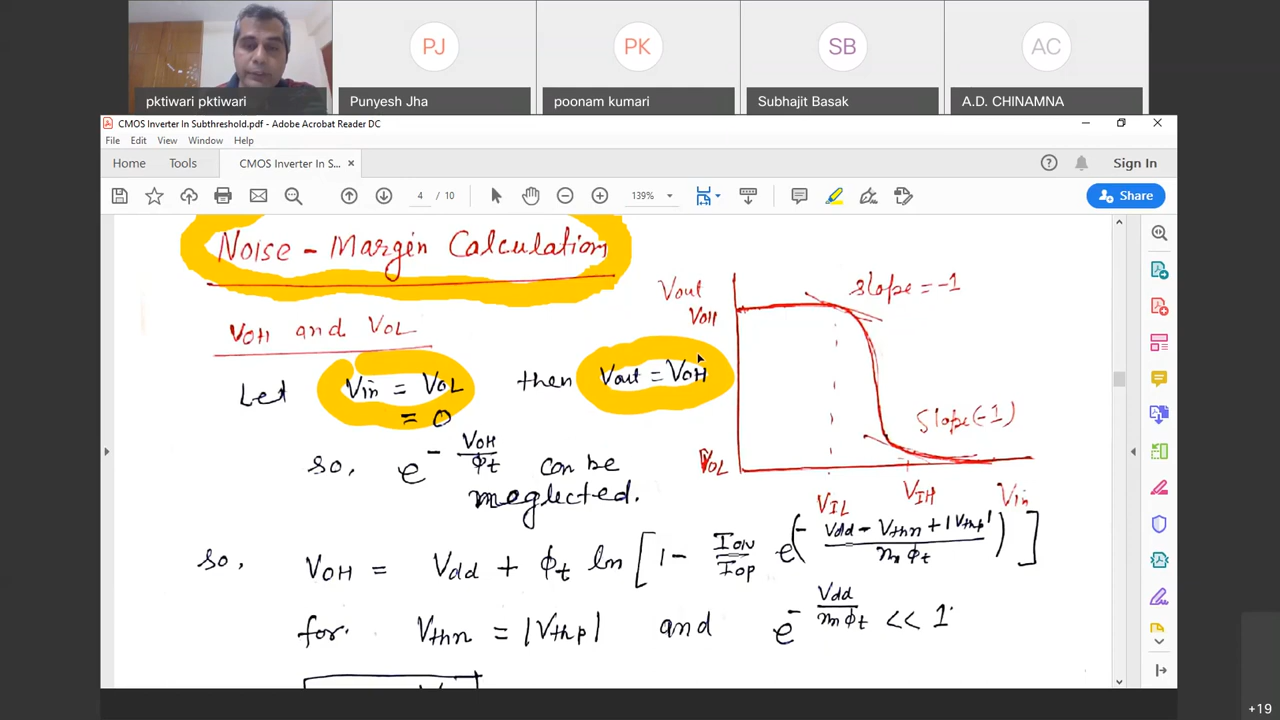 PJ
PK
SB
AC
pktiwari pktiwari
Punyesh Jha
poonam kumari
Subhajit Basak
A.D. CHINAMNA
CMOS Inverter In Subthreshold.pdf - Adobe Acrobat Reader DC
File Edit View Window Help
Home Tools CMOS Inverter In S... × Sign In
4 / 10 139% Share
Noise - Margin Calculation
Vout
VOH
slope = -1
VOH and VOL
Let Vin = VOL = 0 then Vout = VOH
slope(-1)
VOL
VIL VIH Vin
so, e^-VOH/ϕt can be
neglected.
so, VOH = Vdd + ϕt ln [1 - ION/IOP e^(-(Vdd - Vthn + |Vthp|)/(n ϕt))]
for. Vthn = |Vthp| and e^-Vdd/(n ϕt) << 1
+19